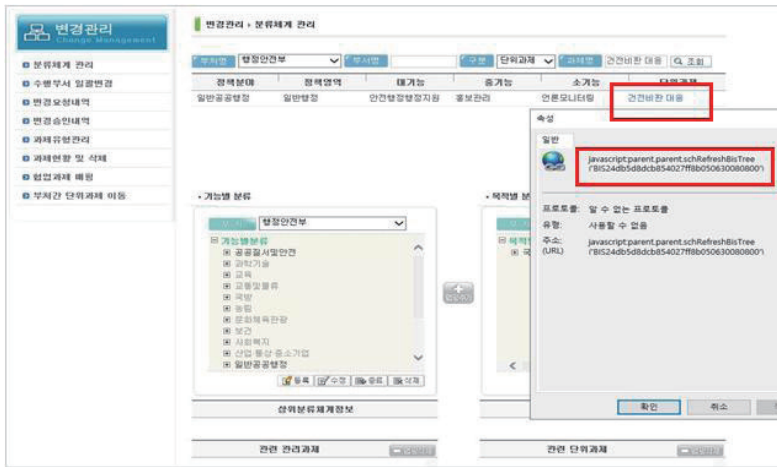 변경관리
Change Management
분류체계 관리
수행부서 일괄변경
변경요청내역
변경승인내역
과제유형관리
과제현황 및 삭제
협업과제 매핑
부처간 단위과제 이동
변경관리 › 분류체계 관리
부처명 행정안전부 부서명 구분 단위과제 과제명 건전비판 대응 조회
정책분야 정책영역 대기능 중기능 소기능 단위과제
일반공공행정 일반행정 안전행정행정지원 홍보관리 언론모니터링 건전비판 대응
속성
일반
javascript:parent.parent.schRefreshBisTree
('BIS24db5d8dcb854027ff8b050630080800')
프로토콜: 알 수 없는 프로토콜
유형: 사용할 수 없음
주소: javascript:parent.parent.schRefreshBisTree
(URL) ('BIS24db5d8dcb854027ff8b050630080800')
확인 취소
기능별 분류
행정안전부
기능별분류
공공질서및안전
과학기술
교육
교통및물류
국방
농림
문화체육관광
보건
사회복지
산업·통상·중소기업
일반공공행정
등록 수정 종료 삭제
상위분류체계정보
관련 관리과제
목적별 분
목적
국
관련 단위과제